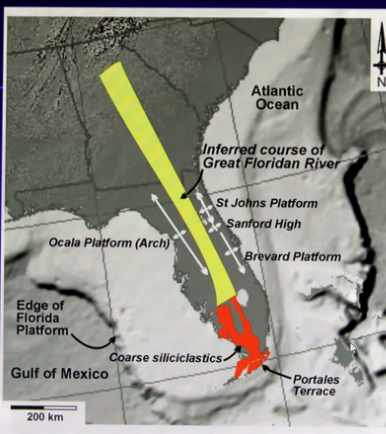 N
Atlantic
Ocean
Inferred course of
Great Floridan River
St Johns Platform
Sanford High
Ocala Platform (Arch)
Brevard Platform
Edge of
Florida
Platform
Coarse siliciclastics
Gulf of Mexico
Portales
Terrace
200 km